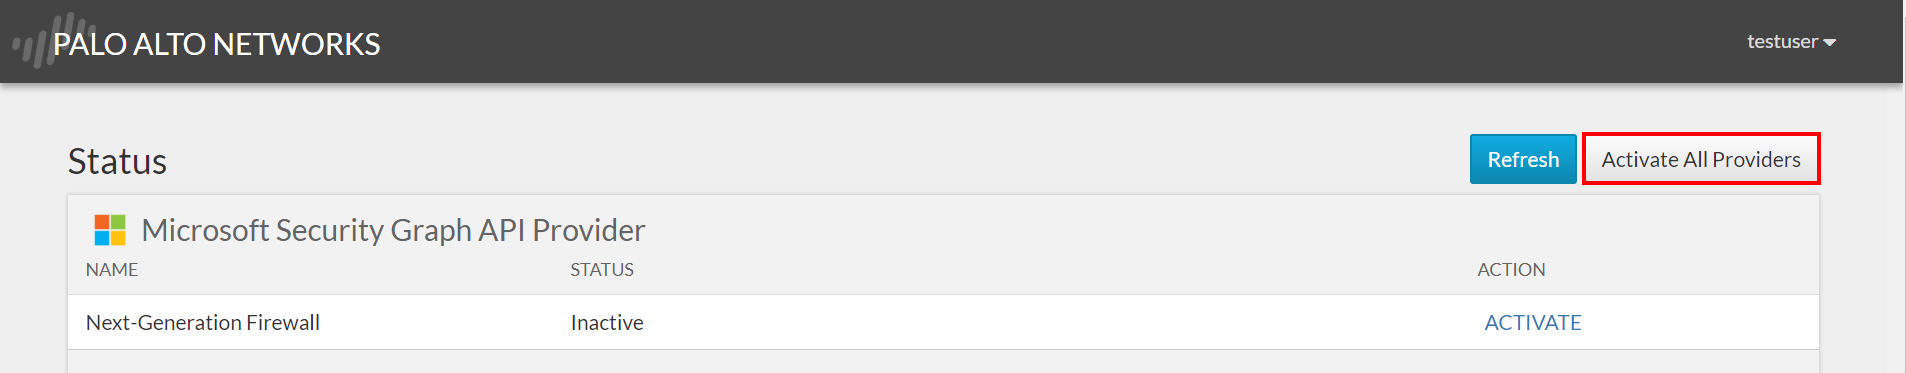 PALO ALTO NETWORKS
testuser
Status
Refresh
Activate All Providers
Microsoft Security Graph API Provider
NAME STATUS ACTION
Next-Generation Firewall Inactive ACTIVATE